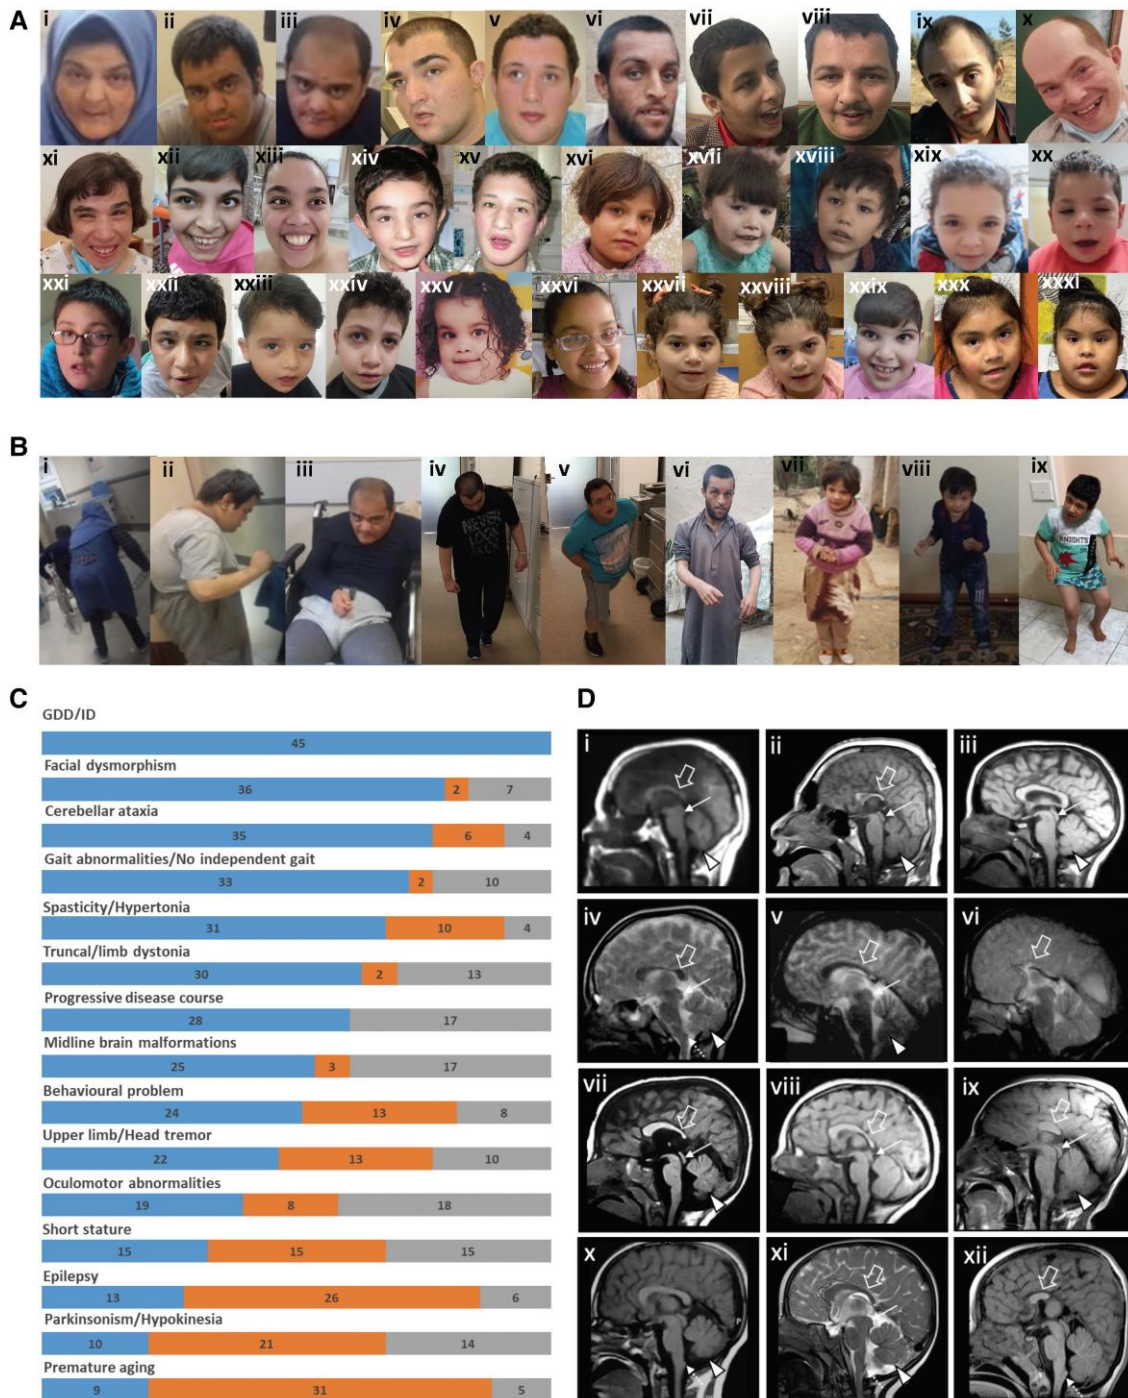 A
i ii iii iv v vi vii viii ix x
xi xii xiii xiv xv xvi xvii xviii xix xx
xxi xxii xxiii xxiv xxv xxvi xxvii xxviii xxix xxx xxxi
B
i ii iii iv v vi vii viii ix
NEVER
LOOK
BACK
KNIGHTS
C
GDD/ID
45
Facial dysmorphism
36 2 7
Cerebellar ataxia
35 6 4
Gait abnormalities/No independent gait
33 2 10
Spasticity/Hypertonia
31 10 4
Truncal/limb dystonia
30 2 13
Progressive disease course
28 17
Midline brain malformations
25 3 17
Behavioural problem
24 13 8
Upper limb/Head tremor
22 13 10
Oculomotor abnormalities
19 8 18
Short stature
15 15 15
Epilepsy
13 26 6
Parkinsonism/Hypokinesia
10 21 14
Premature aging
9 31 5
D
i ii iii
iv v vi
vii viii ix
x xi xii
P